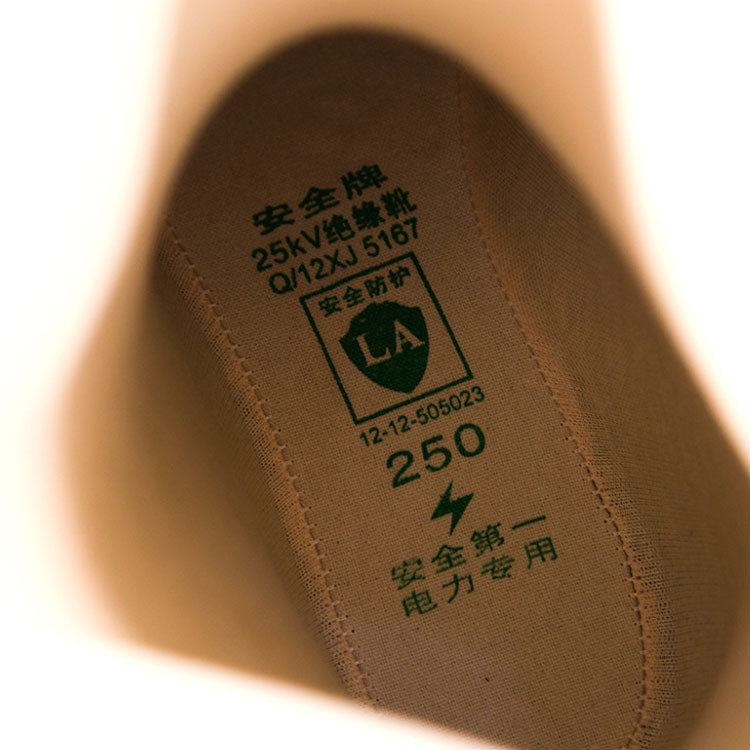 安全牌
25kV绝缘靴
Q/12XJ 5167
安全防护
LA
12-12-505023
250
安全第一
电力专用